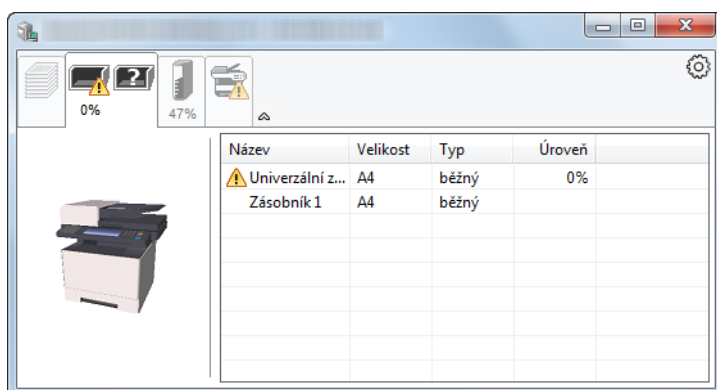 0%
47%
Název Velikost Typ Úroveň
Univerzální z... A4 běžný 0%
Zásobník 1 A4 běžný